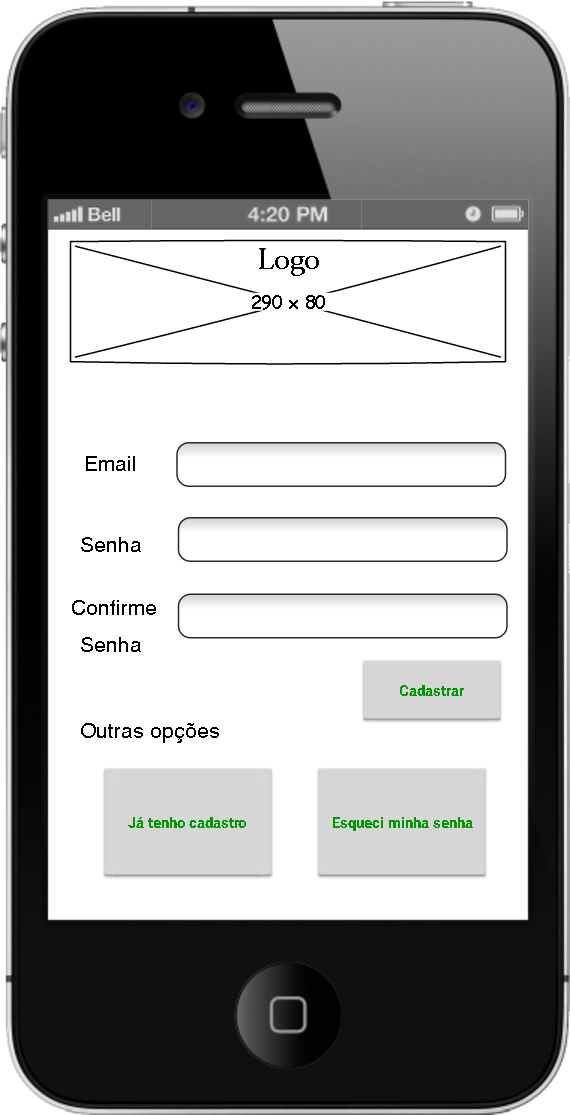 Bell 4:20 PM
Logo
290 x 80
Email
Senha
Confirme
Senha
Cadastrar
Outras opções
Já tenho cadastro
Esqueci minha senha